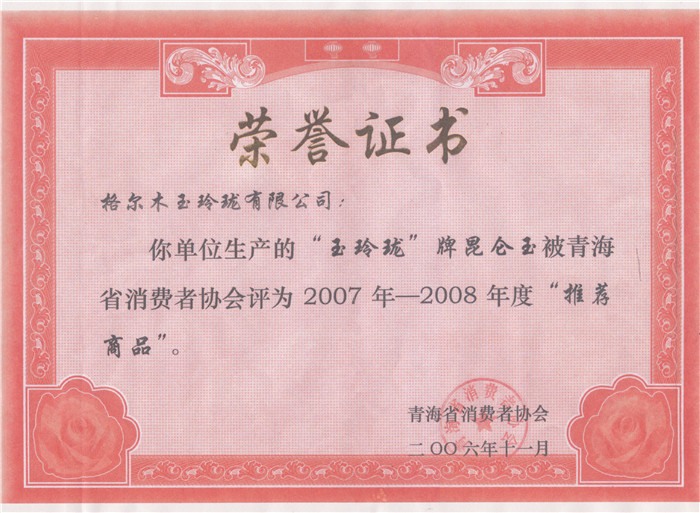 荣誉证书
格尔木玉玲珑有限公司：
你单位生产的“玉玲珑”牌昆仑玉被青海
省消费者协会评为 2007 年—2008 年度“推荐
商品”。
青海省消费者协会
二〇〇六年十一月